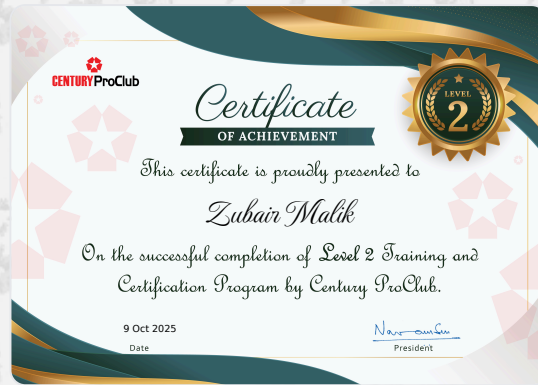 CENTURY ProClub
Certificate
OF ACHIEVEMENT
LEVEL
2
This certificate is proudly presented to
Zubair Malik
On the successful completion of Level 2 Training and
Certification Program by Century ProClub.
9 Oct 2025
Date
President